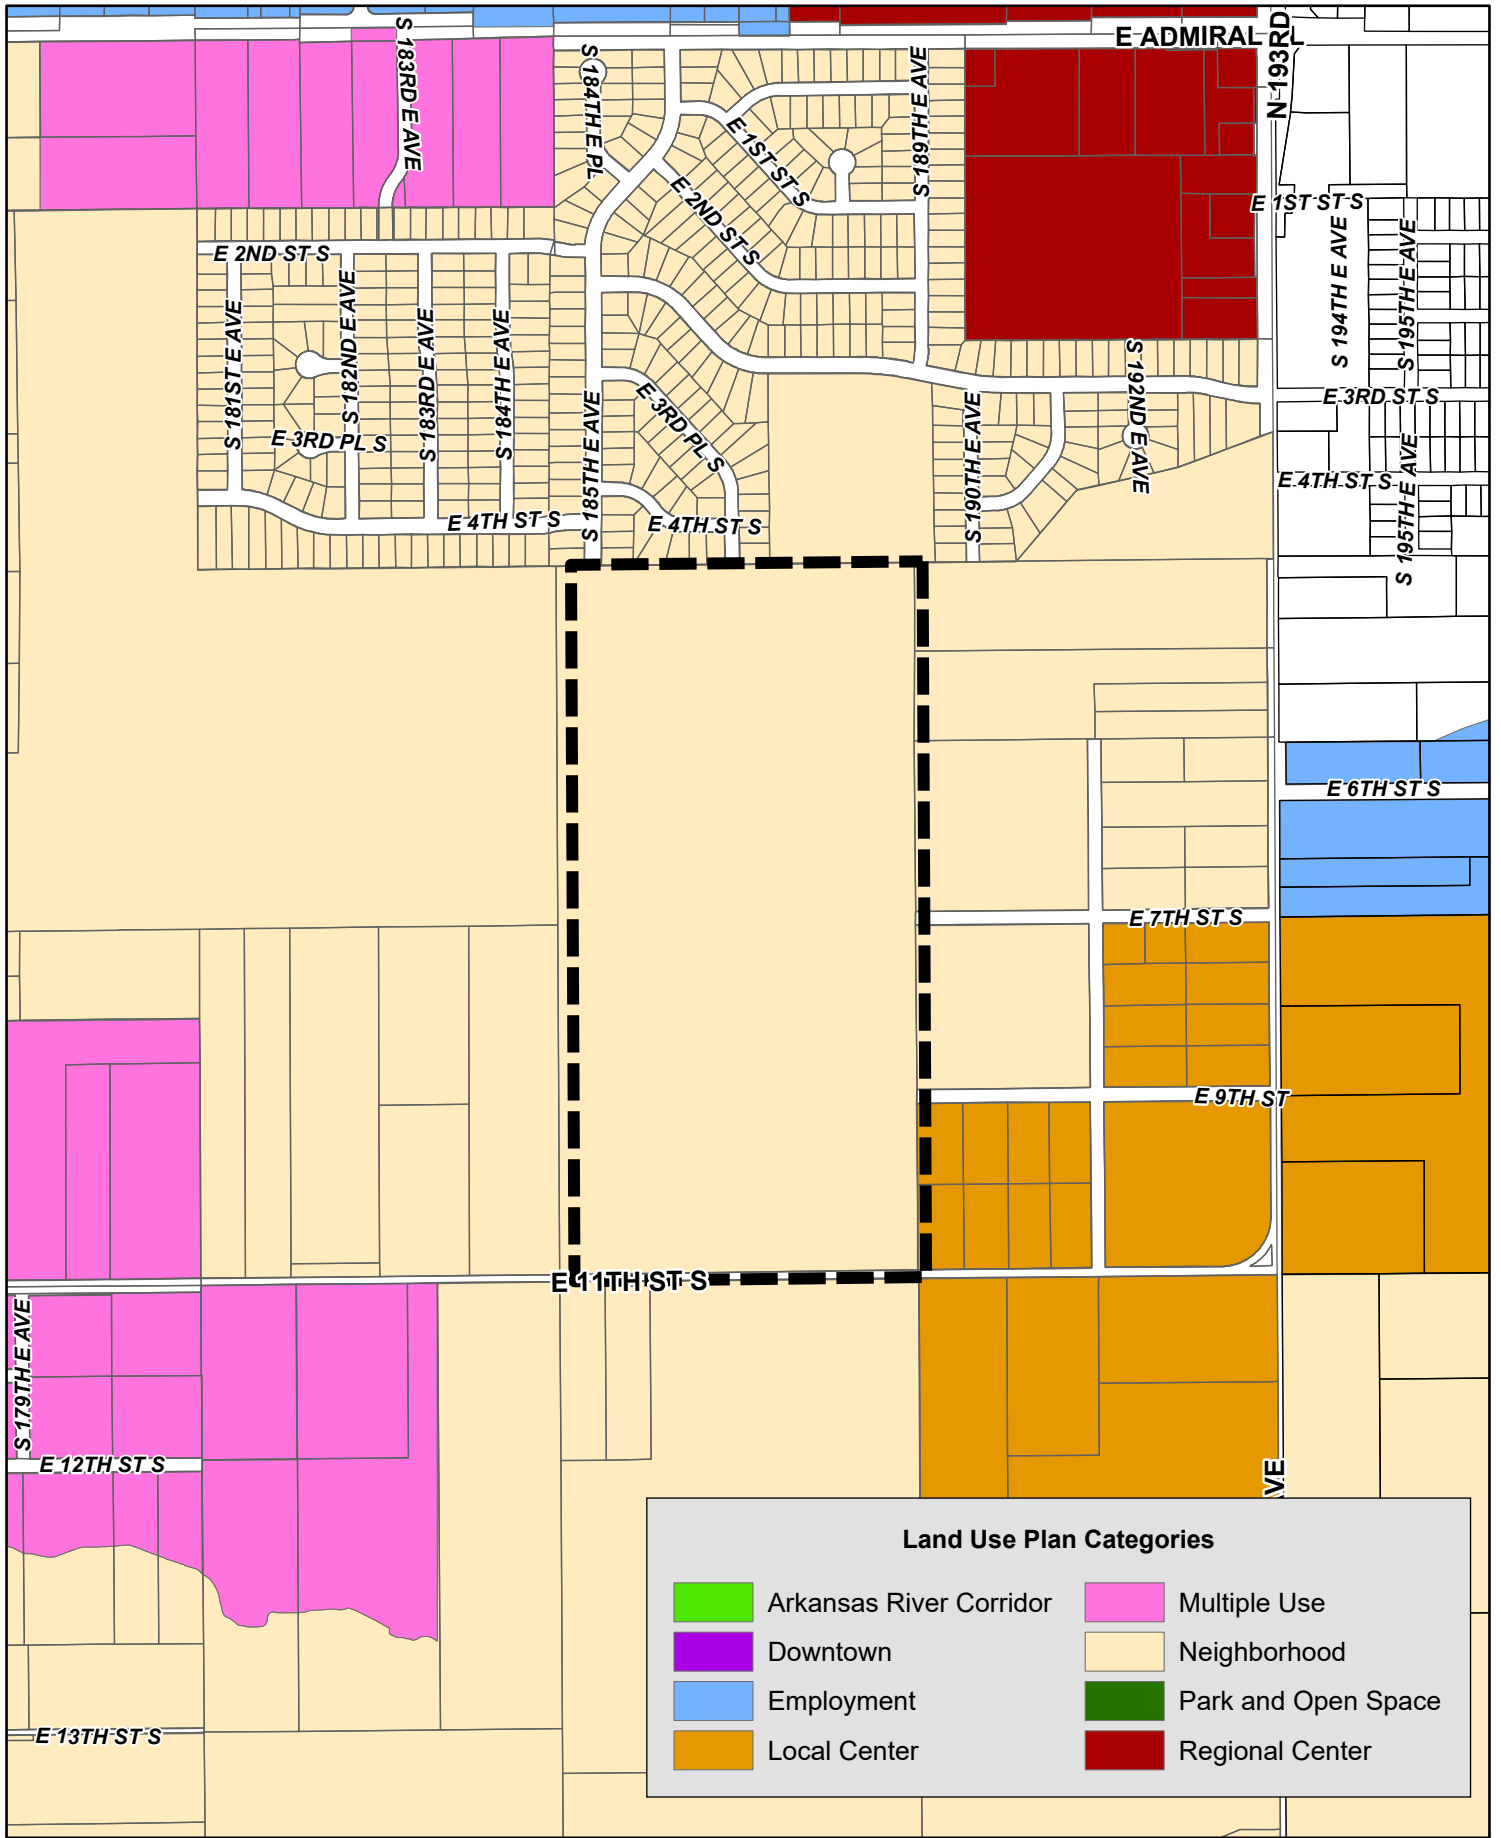 E ADMIRAL PL
N 193RD
S 183RD E AVE
S 184TH E PL
S 189TH E AVE
E 1ST ST S
E 2ND ST S
E 1ST ST S
S 194TH E AVE
S 195TH E AVE
E 2ND ST S
S 181ST E AVE
S 182ND E AVE
S 183RD E AVE
S 184TH E AVE
S 185TH E AVE
E 3RD PL S
E 3RD PL S
S 192ND E AVE
S 190TH E AVE
E 3RD ST S
E 4TH ST S
S 195TH E AVE
E 4TH ST S
E 4TH ST S
E 6TH ST S
E 7TH ST S
E 9TH ST
E 11TH ST S
S 179TH E AVE
E 12TH ST S
AVE
E 13TH ST S
Land Use Plan Categories
Arkansas River Corridor
Downtown
Employment
Local Center
Multiple Use
Neighborhood
Park and Open Space
Regional Center